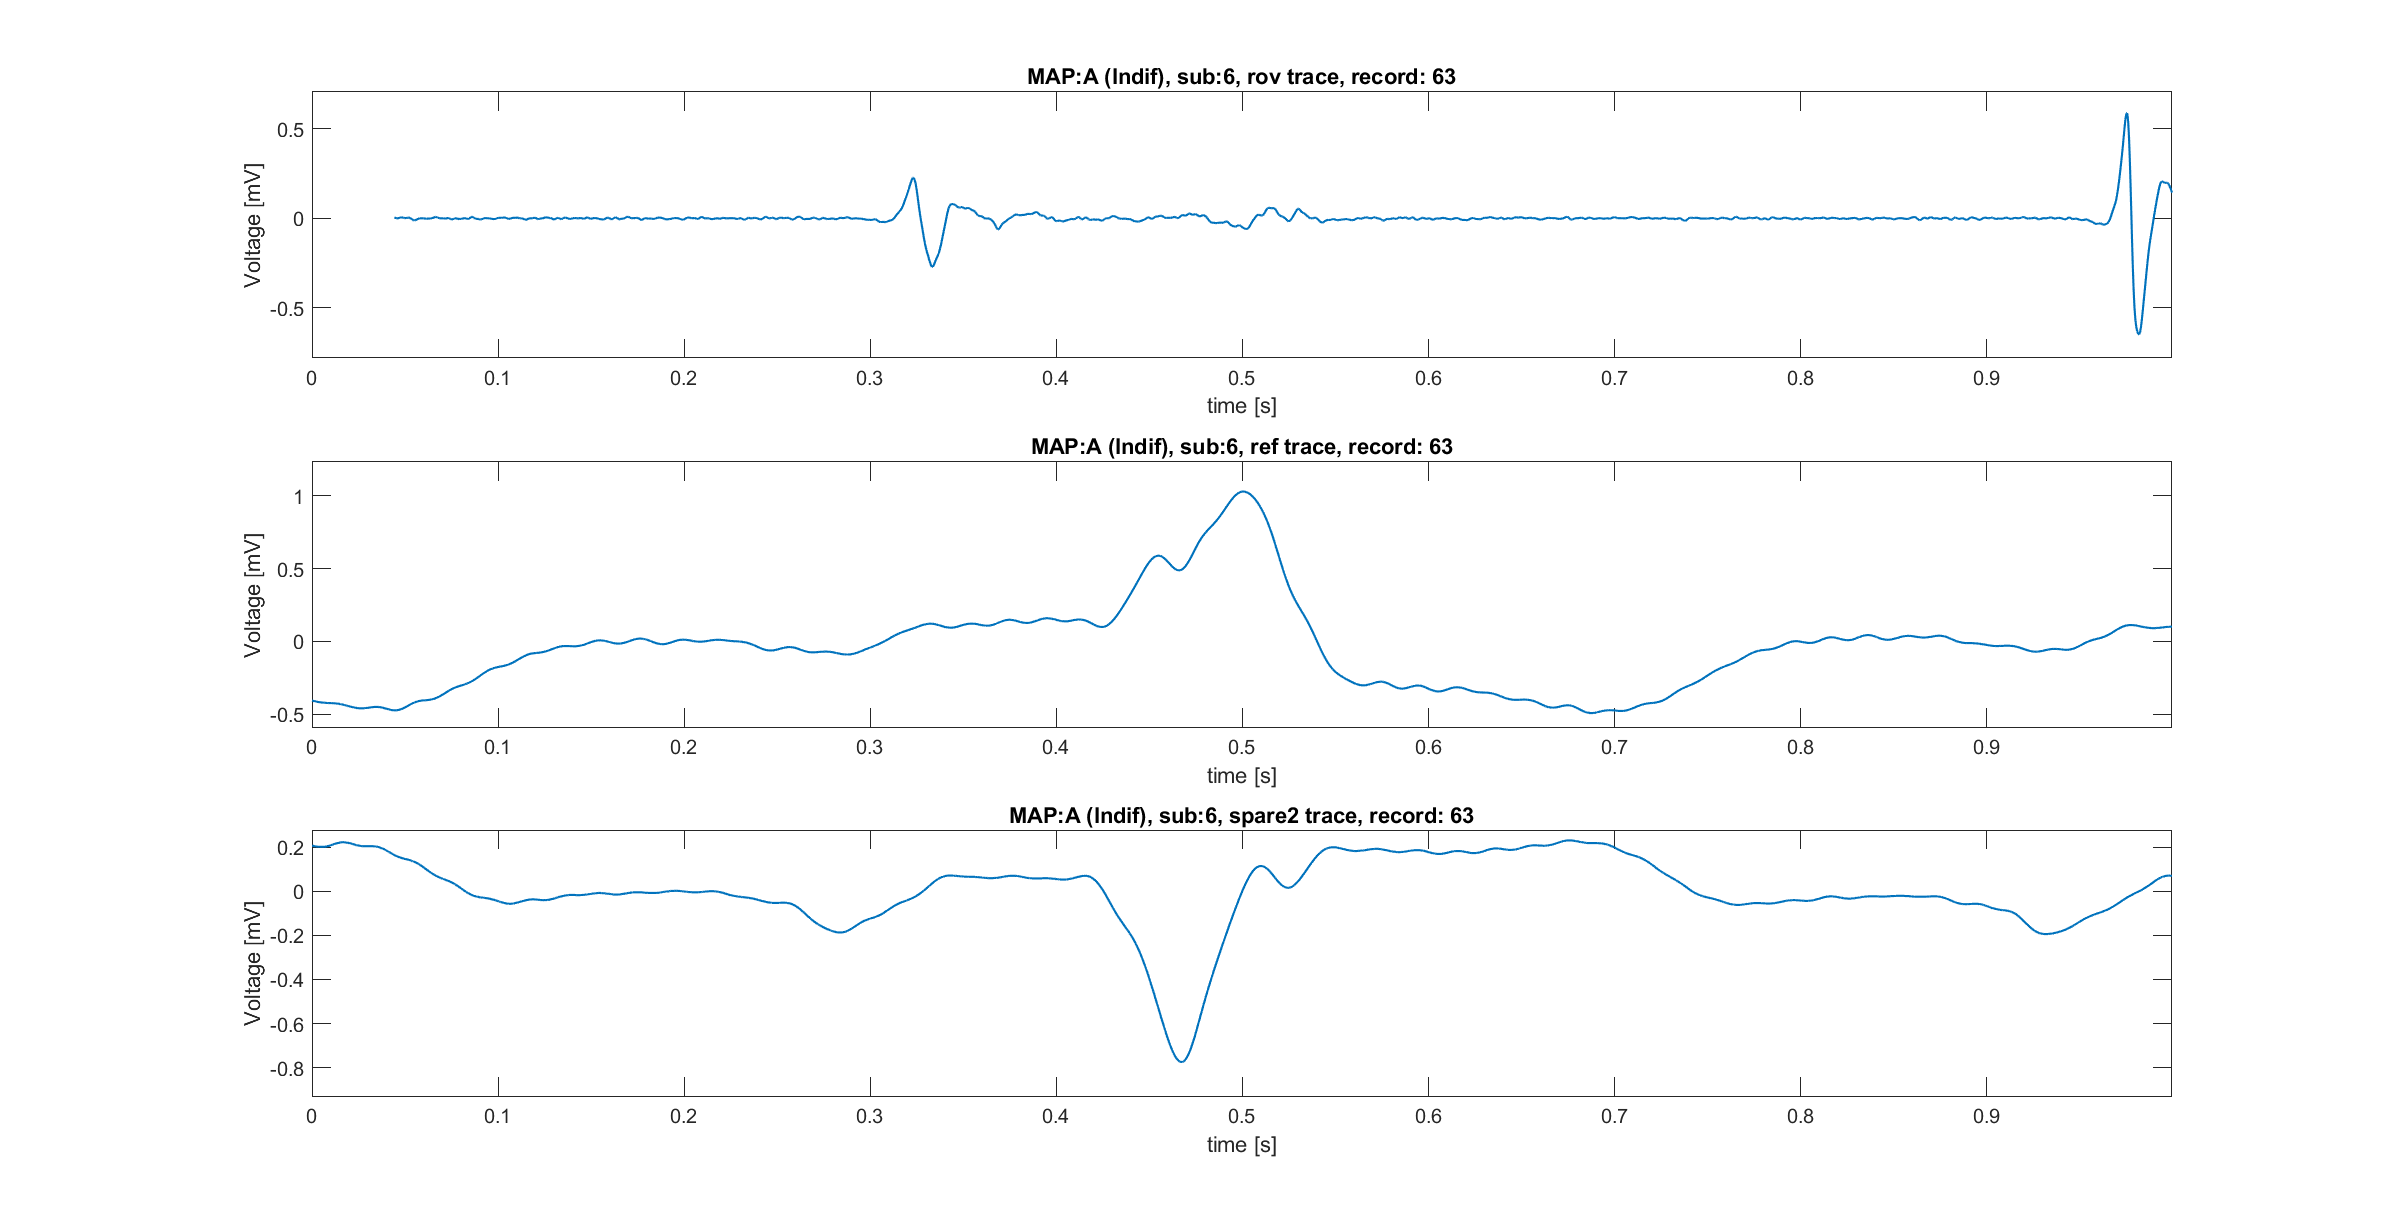 MAP:A (Indif), sub:6, rov trace, record: 63
Voltage [mV]
0.5
0
-0.5
0 0.1 0.2 0.3 0.4 0.5 0.6 0.7 0.8 0.9
time [s]
MAP:A (Indif), sub:6, ref trace, record: 63
Voltage [mV]
1
0.5
0
-0.5
0 0.1 0.2 0.3 0.4 0.5 0.6 0.7 0.8 0.9
time [s]
MAP:A (Indif), sub:6, spare2 trace, record: 63
Voltage [mV]
0.2
0
-0.2
-0.4
-0.6
-0.8
0 0.1 0.2 0.3 0.4 0.5 0.6 0.7 0.8 0.9
time [s]